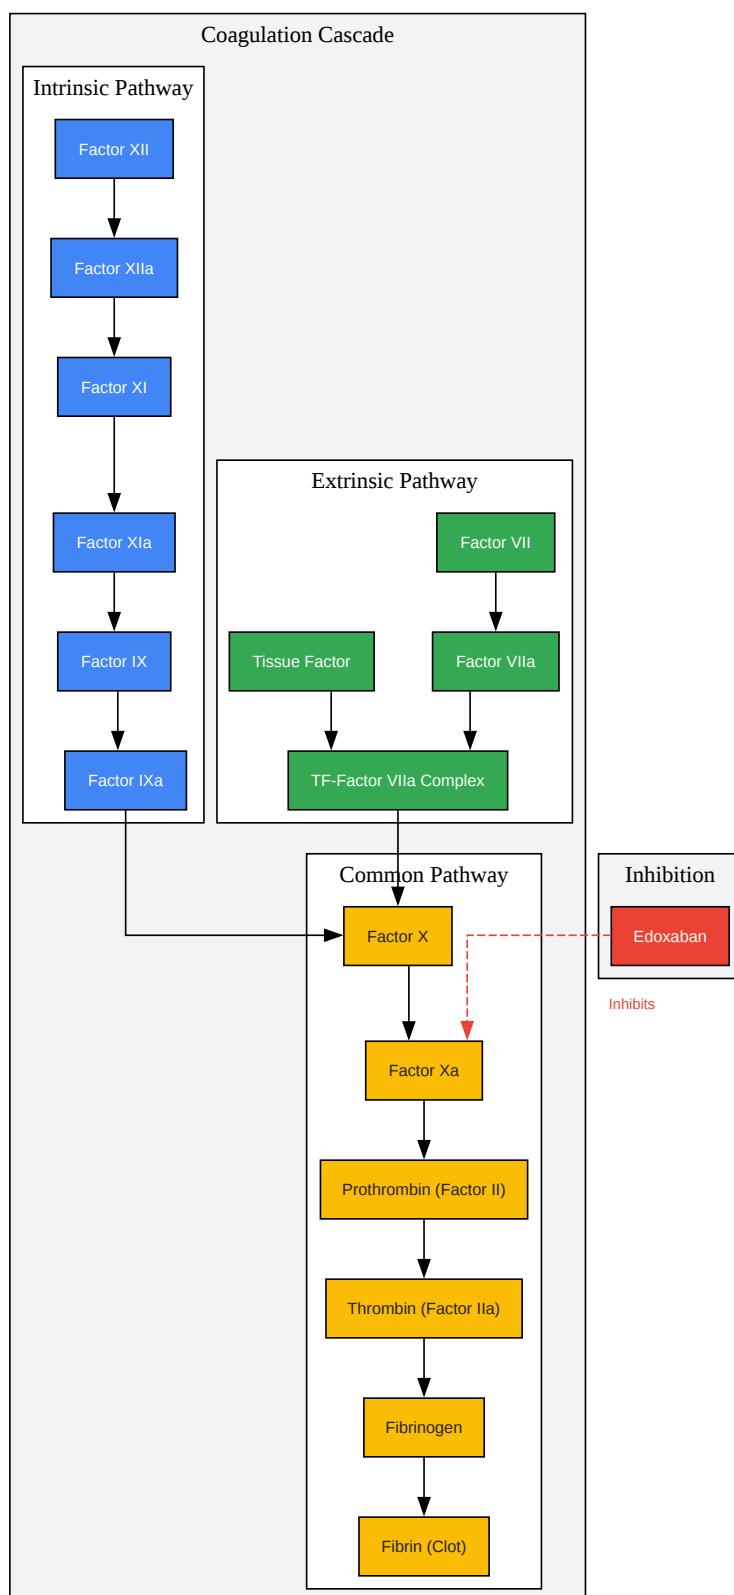 Coagulation Cascade
Intrinsic Pathway
Factor XII
Factor XIIa
Factor XI
Extrinsic Pathway
Factor XIa
Factor VII
Factor IX
Tissue Factor
Factor VIIa
Factor IXa
TF-Factor VIIa Complex
Common Pathway
Inhibition
Factor X
Edoxaban
Inhibits
Factor Xa
Prothrombin (Factor II)
Thrombin (Factor IIa)
Fibrinogen
Fibrin (Clot)